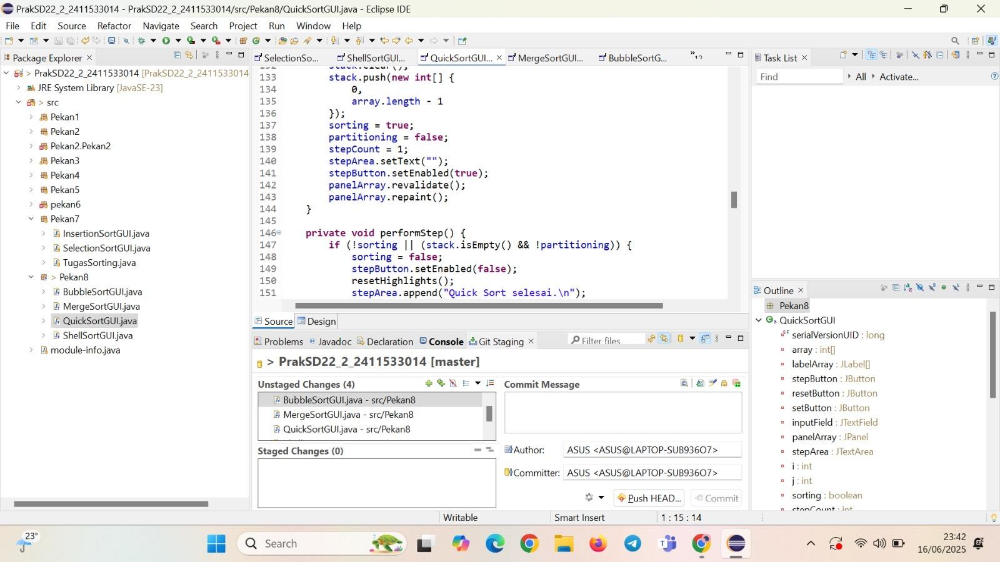 PrakSD22_2_2411533014 - PrakSD22_2_2411533014/src/Pekan8/QuickSortGUI.java - Eclipse IDE
File Edit Source Refactor Navigate Search Project Run Window Help
Package Explorer
> PrakSD22_2_2411533014 [PrakSD22_2_2411533014
JRE System Library [JavaSE-23]
> src
Pekan1
Pekan2
Pekan2.Pekan2
Pekan3
Pekan4
Pekan5
pekan6
Pekan7
InsertionSortGUI.java
SelectionSortGUI.java
TugasSorting.java
> Pekan8
BubbleSortGUI.java
MergeSortGUI.java
QuickSortGUI.java
ShellSortGUI.java
module-info.java
SelectionSo... ShellSortGUI... QuickSortGUI... MergeSortGUI... BubbleSortG... »12
132 stack.clear();
133 stack.push(new int[] {
134 0,
135 array.length - 1
136 });
137 sorting = true;
138 partitioning = false;
139 stepCount = 1;
140 stepArea.setText("");
141 stepButton.setEnabled(true);
142 panelArray.revalidate();
143 panelArray.repaint();
144 }
145
146 private void performStep() {
147 if (!sorting || (stack.isEmpty() && !partitioning)) {
148 sorting = false;
149 stepButton.setEnabled(false);
150 resetHighlights();
151 stepArea.append("Quick Sort selesai.\n");
Source Design
Problems Javadoc Declaration Console Git Staging
Filter files
> PrakSD22_2_2411533014 [master]
Unstaged Changes (4)
BubbleSortGUI.java - src/Pekan8
MergeSortGUI.java - src/Pekan8
QuickSortGUI.java - src/Pekan8
Staged Changes (0)
Commit Message
Author: ASUS <ASUS@LAPTOP-SUB936O7>
Committer: ASUS <ASUS@LAPTOP-SUB936O7>
Push HEAD... Commit
Task List
Find All Activate...
Outline
Pekan8
QuickSortGUI
serialVersionUID : long
array : int[]
labelArray : JLabel[]
stepButton : JButton
resetButton : JButton
setButton : JButton
inputField : JTextField
panelArray : JPanel
stepArea : JTextArea
i : int
j : int
sorting : boolean
stepCount : int
Writable Smart Insert 1 : 15 : 14
23°
Search
23:42
16/06/2025